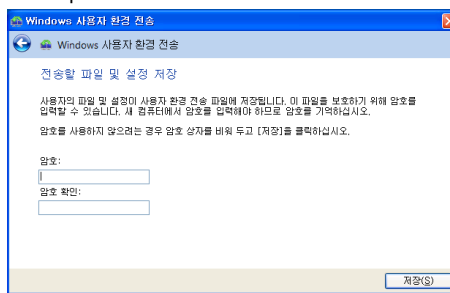 Windows 사용자 환경 전송
Windows 사용자 환경 전송
전송할 파일 및 설정 저장
사용자의 파일 및 설정이 사용자 환경 전송 파일에 저장됩니다. 이 파일을 보호하기 위해 암호를
입력할 수 있습니다. 새 컴퓨터에서 암호를 입력해야 하므로 암호를 기억하십시오.
암호를 사용하지 않으려는 경우 암호 상자를 비워 두고 [저장]을 클릭하십시오.
암호:
암호 확인:
저장(S)